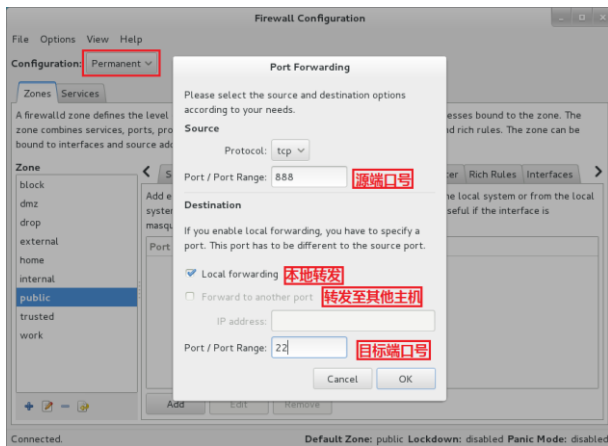 Firewall Configuration
File Options View Help
Configuration: Permanent
Zones Services
A firewalld zone defines the level
esses bound to the zone. The
zone combines services, ports, pro
d rich rules. The zone can be
bound to interfaces and source add
Zone
block
dmz
drop
external
home
internal
public
trusted
work
S
er Rich Rules Interfaces
Add e
he local system or from the local
system
seful if the interface is
masqu
Port
Port Forwarding
Please select the source and destination options
according to your needs.
Source
Protocol: tcp
Port / Port Range: 888 源端口号
Destination
If you enable local forwarding, you have to specify a
port. This port has to be different to the source port.
Local forwarding 本地转发
Forward to another port 转发至其他主机
IP address:
Port / Port Range: 22 目标端口号
Cancel OK
Add Edit Remove
Connected.
Default Zone: public Lockdown: disabled Panic Mode: disabled